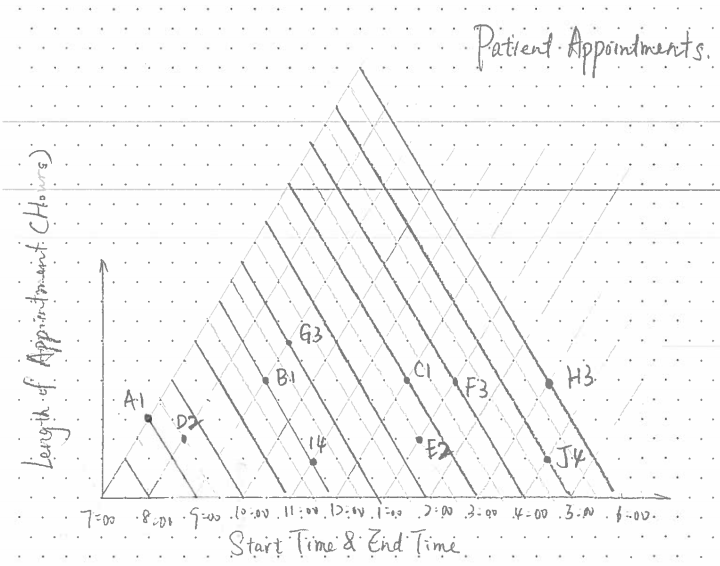 Patient Appointments.
Length of Appointment (Hours)
G3
H3
C1
F3
B1
A1
D2
I4
E2
J4
7:00 8:00 9:00 10:00 11:00 12:00 1:00 2:00 3:00 4:00 5:00 6:00
Start Time & End Time